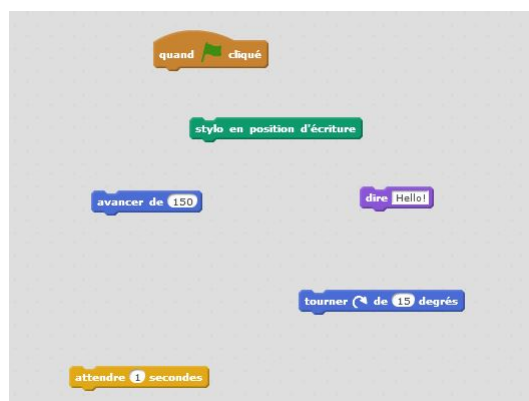 quand cliqué
stylo en position d'écriture
avancer de 150
dire Hello!
tourner de 15 degrés
attendre 1 secondes